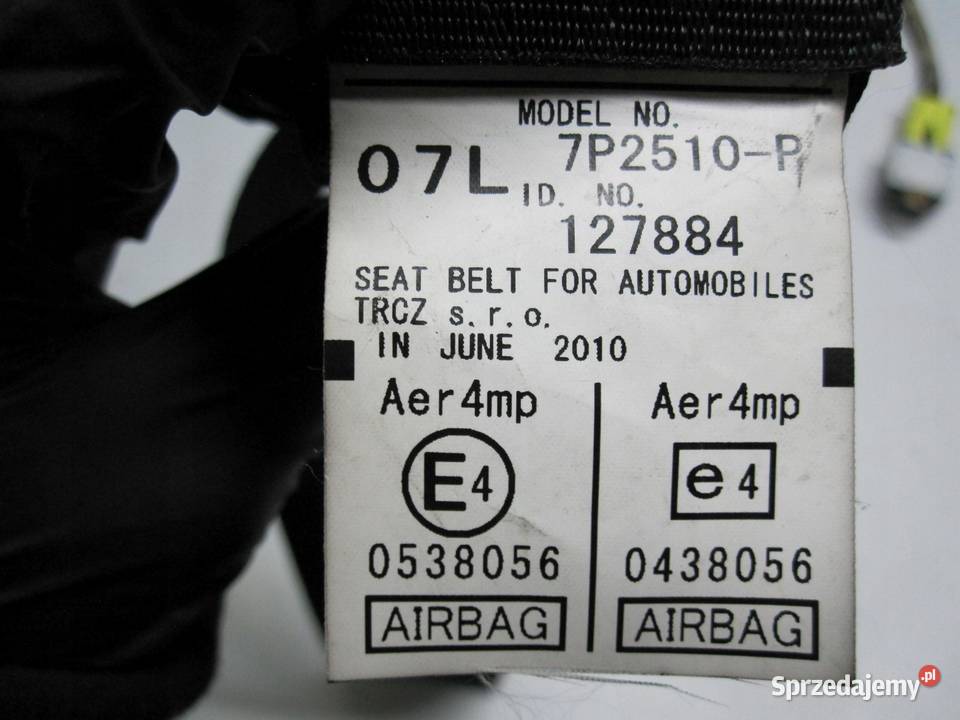 MODEL NO.
07L 7P2510-P
ID. NO.
127884
SEAT BELT FOR AUTOMOBILES
TRCZ s.r.o.
IN JUNE 2010
Aer4mp Aer4mp
E4 e4
0538056 0438056
AIRBAG AIRBAG
Sprzedajemy.pl